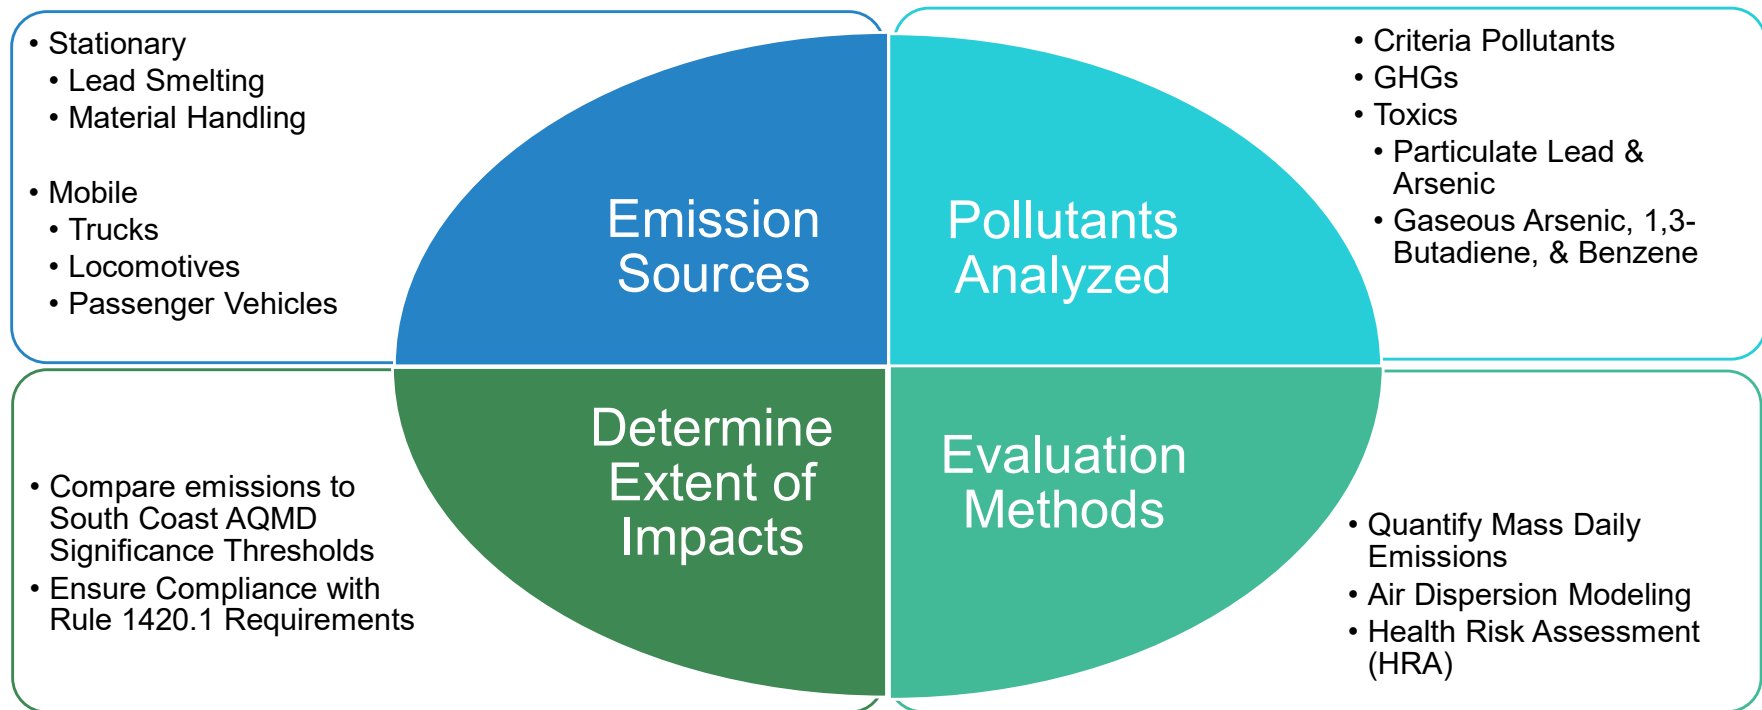 • Stationary
• Lead Smelting
• Material Handling
• Mobile
• Trucks
• Locomotives
• Passenger Vehicles
Emission
Sources
Pollutants
Analyzed
• Criteria Pollutants
• GHGs
• Toxics
• Particulate Lead &
Arsenic
• Gaseous Arsenic, 1,3-
Butadiene, & Benzene
• Compare emissions to
South Coast AQMD
Significance Thresholds
• Ensure Compliance with
Rule 1420.1 Requirements
Determine
Extent of
Impacts
Evaluation
Methods
• Quantify Mass Daily
Emissions
• Air Dispersion Modeling
• Health Risk Assessment
(HRA)